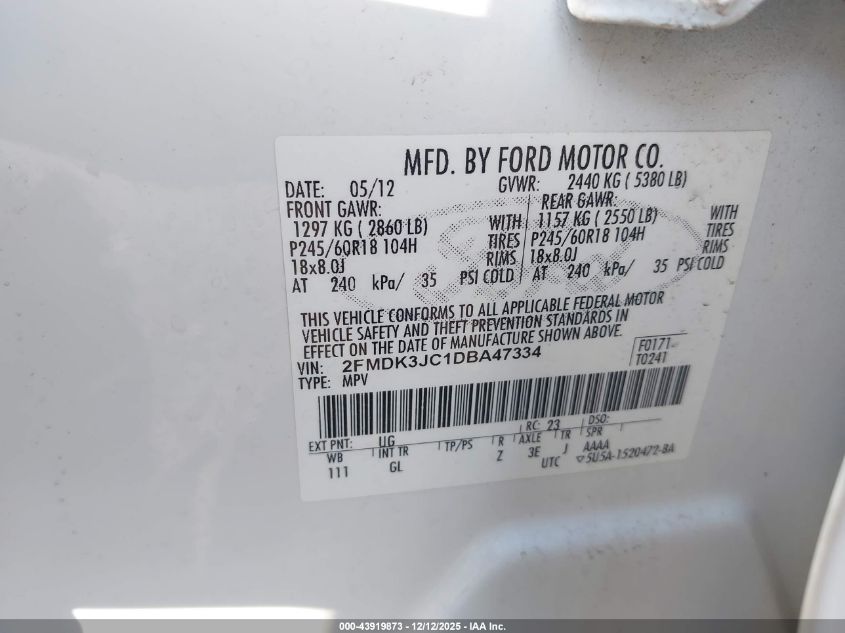 MFD. BY FORD MOTOR CO.
DATE: 05/12 GVWR: 2440 KG ( 5380 LB)
FRONT GAWR: REAR GAWR:
1297 KG ( 2860 LB) WITH 1157 KG ( 2550 LB) WITH
P245/60R18 104H TIRES P245/60R18 104H TIRES
18x8.0J RIMS 18x8.0J RIMS
AT 240 kPa/ 35 PSI COLD AT 240 kPa/ 35 PSI COLD
THIS VEHICLE CONFORMS TO ALL APPLICABLE FEDERAL MOTOR
VEHICLE SAFETY AND THEFT PREVENTION STANDARDS IN
EFFECT ON THE DATE OF MANUFACTURE SHOWN ABOVE.
VIN: 2FMDK3JC1DBA47334 F0171
TYPE: MPV T0241
RC: 23 DSO:
EXT PNT: UG
WB INT TR TP/PS R AXLE TR SPR
111 GL Z 3E J AAAA
UTC ▽5U5A-1520472-BA
000-43919873 - 12/12/2025 - IAA Inc.